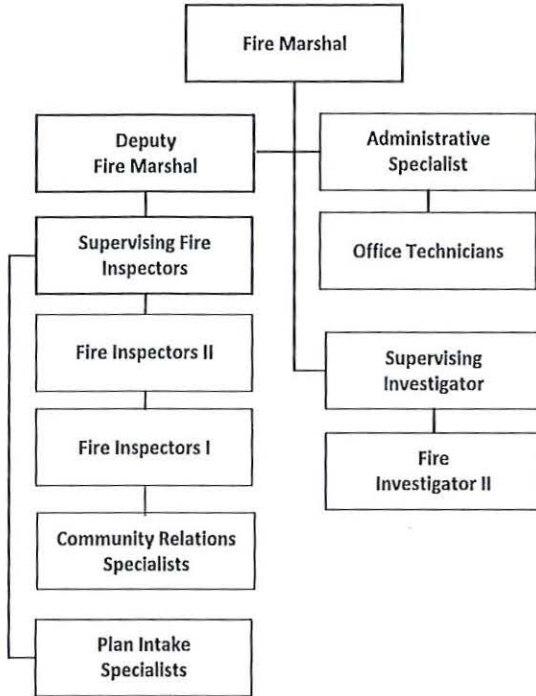 Fire Marshal
Deputy
Fire Marshal
Administrative
Specialist
Supervising Fire
Inspectors
Office Technicians
Fire Inspectors II
Supervising
Investigator
Fire Inspectors I
Fire
Investigator II
Community Relations
Specialists
Plan Intake
Specialists